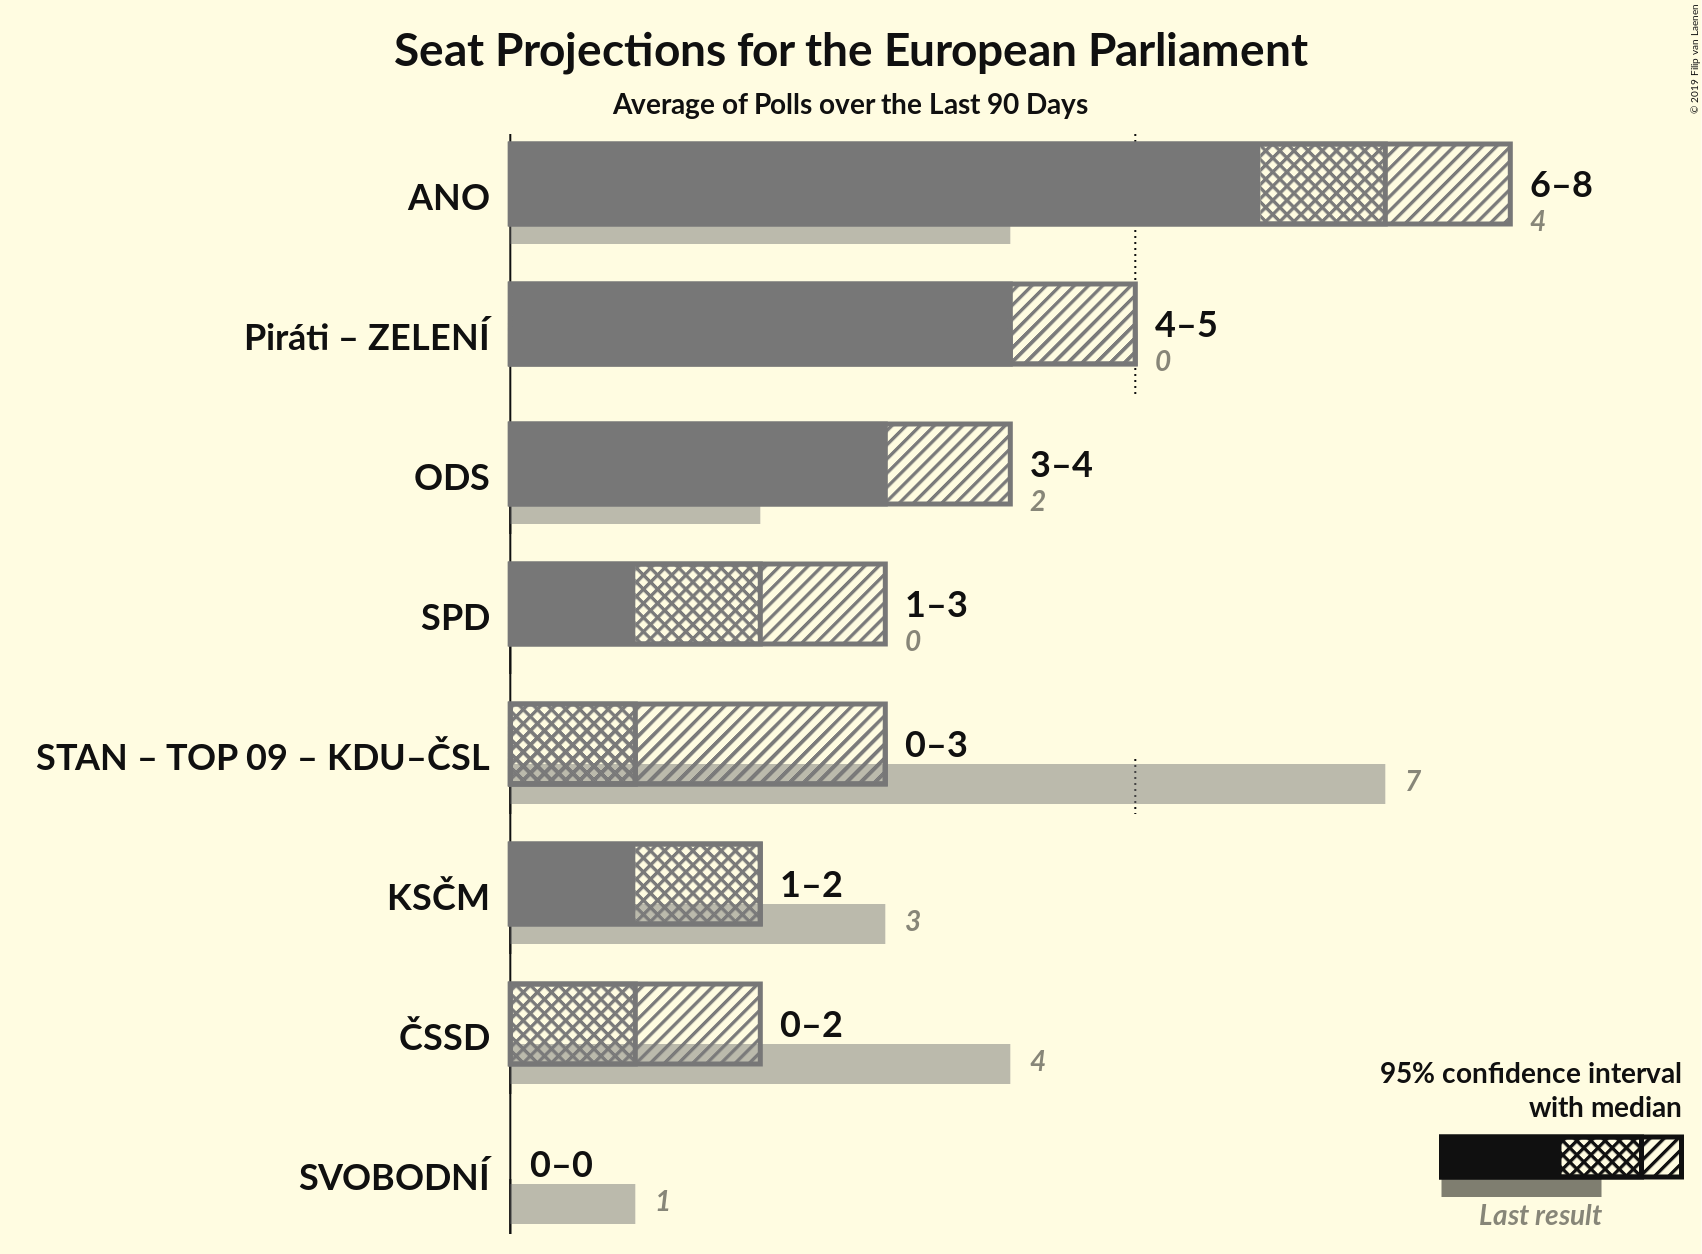 Seat Projections for the European Parliament
Average of Polls over the Last 90 Days
© 2019 Filip van Laenen
ANO
6–8
4
Piráti – ZELENÍ
4–5
0
ODS
3–4
2
SPD
1–3
0
STAN – TOP 09 – KDU–ČSL
0–3
7
KSČM
1–2
3
ČSSD
0–2
4
SVOBODNÍ
0–0
1
95% confidence interval
with median
Last result